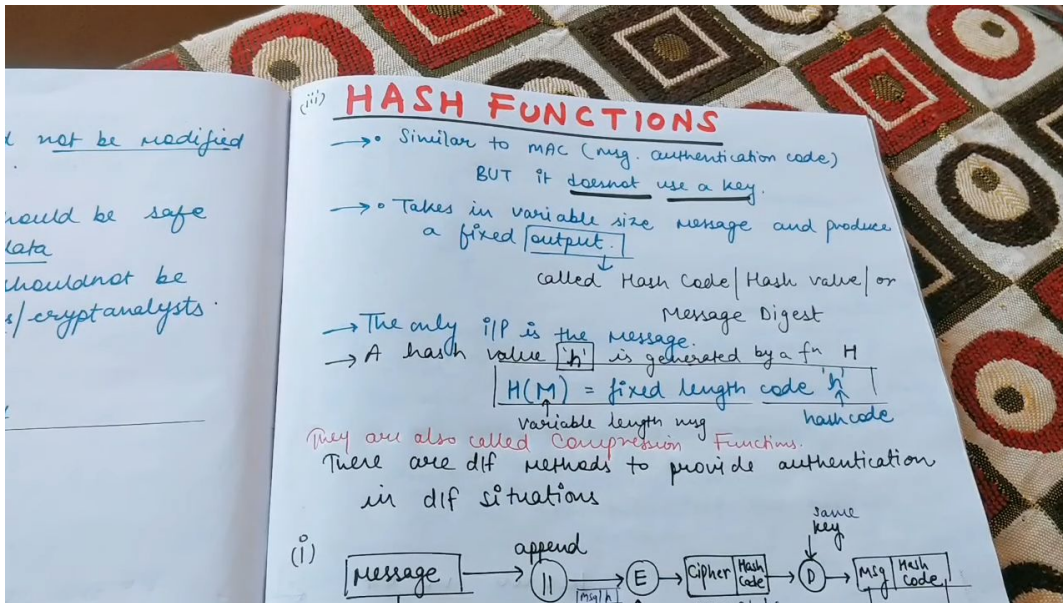 not be modified
hould be safe
data
houldnot be
s/cryptanalysts.
(iii) HASH FUNCTIONS
→• Similar to MAC (msg. authentication code)
BUT it doesnot use a key.
→• Takes in variable size message and produce
a fixed output.
called Hash Code/Hash value/or
Message Digest
→ The only i/P is the message.
→ A hash value 'h' is generated by a fn H
H(M) = fixed length code 'h'
variable length msg hashcode
They are also called Compression Functions.
There are dif methods to provide authentication
in dif situations
same
key
append
(i) Message → || → E → Cipher Hash Code → D → Msg Hash Code
Msg|h